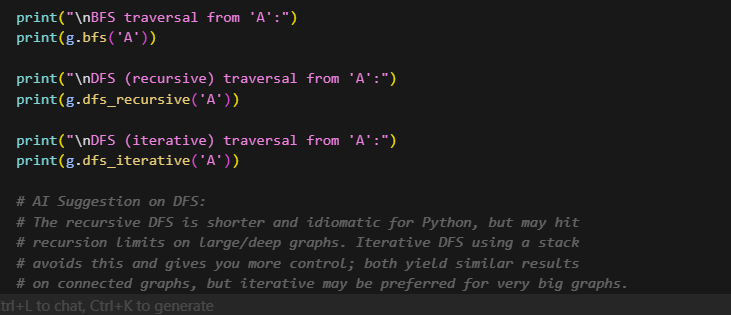 print("\nBFS traversal from 'A':")
print(g.bfs('A'))
print("\nDFS (recursive) traversal from 'A':")
print(g.dfs_recursive('A'))
print("\nDFS (iterative) traversal from 'A':")
print(g.dfs_iterative('A'))
# AI Suggestion on DFS:
# The recursive DFS is shorter and idiomatic for Python, but may hit
# recursion limits on large/deep graphs. Iterative DFS using a stack
# avoids this and gives you more control; both yield similar results
# on connected graphs, but iterative may be preferred for very big graphs.
trl+L to chat, Ctrl+K to generate